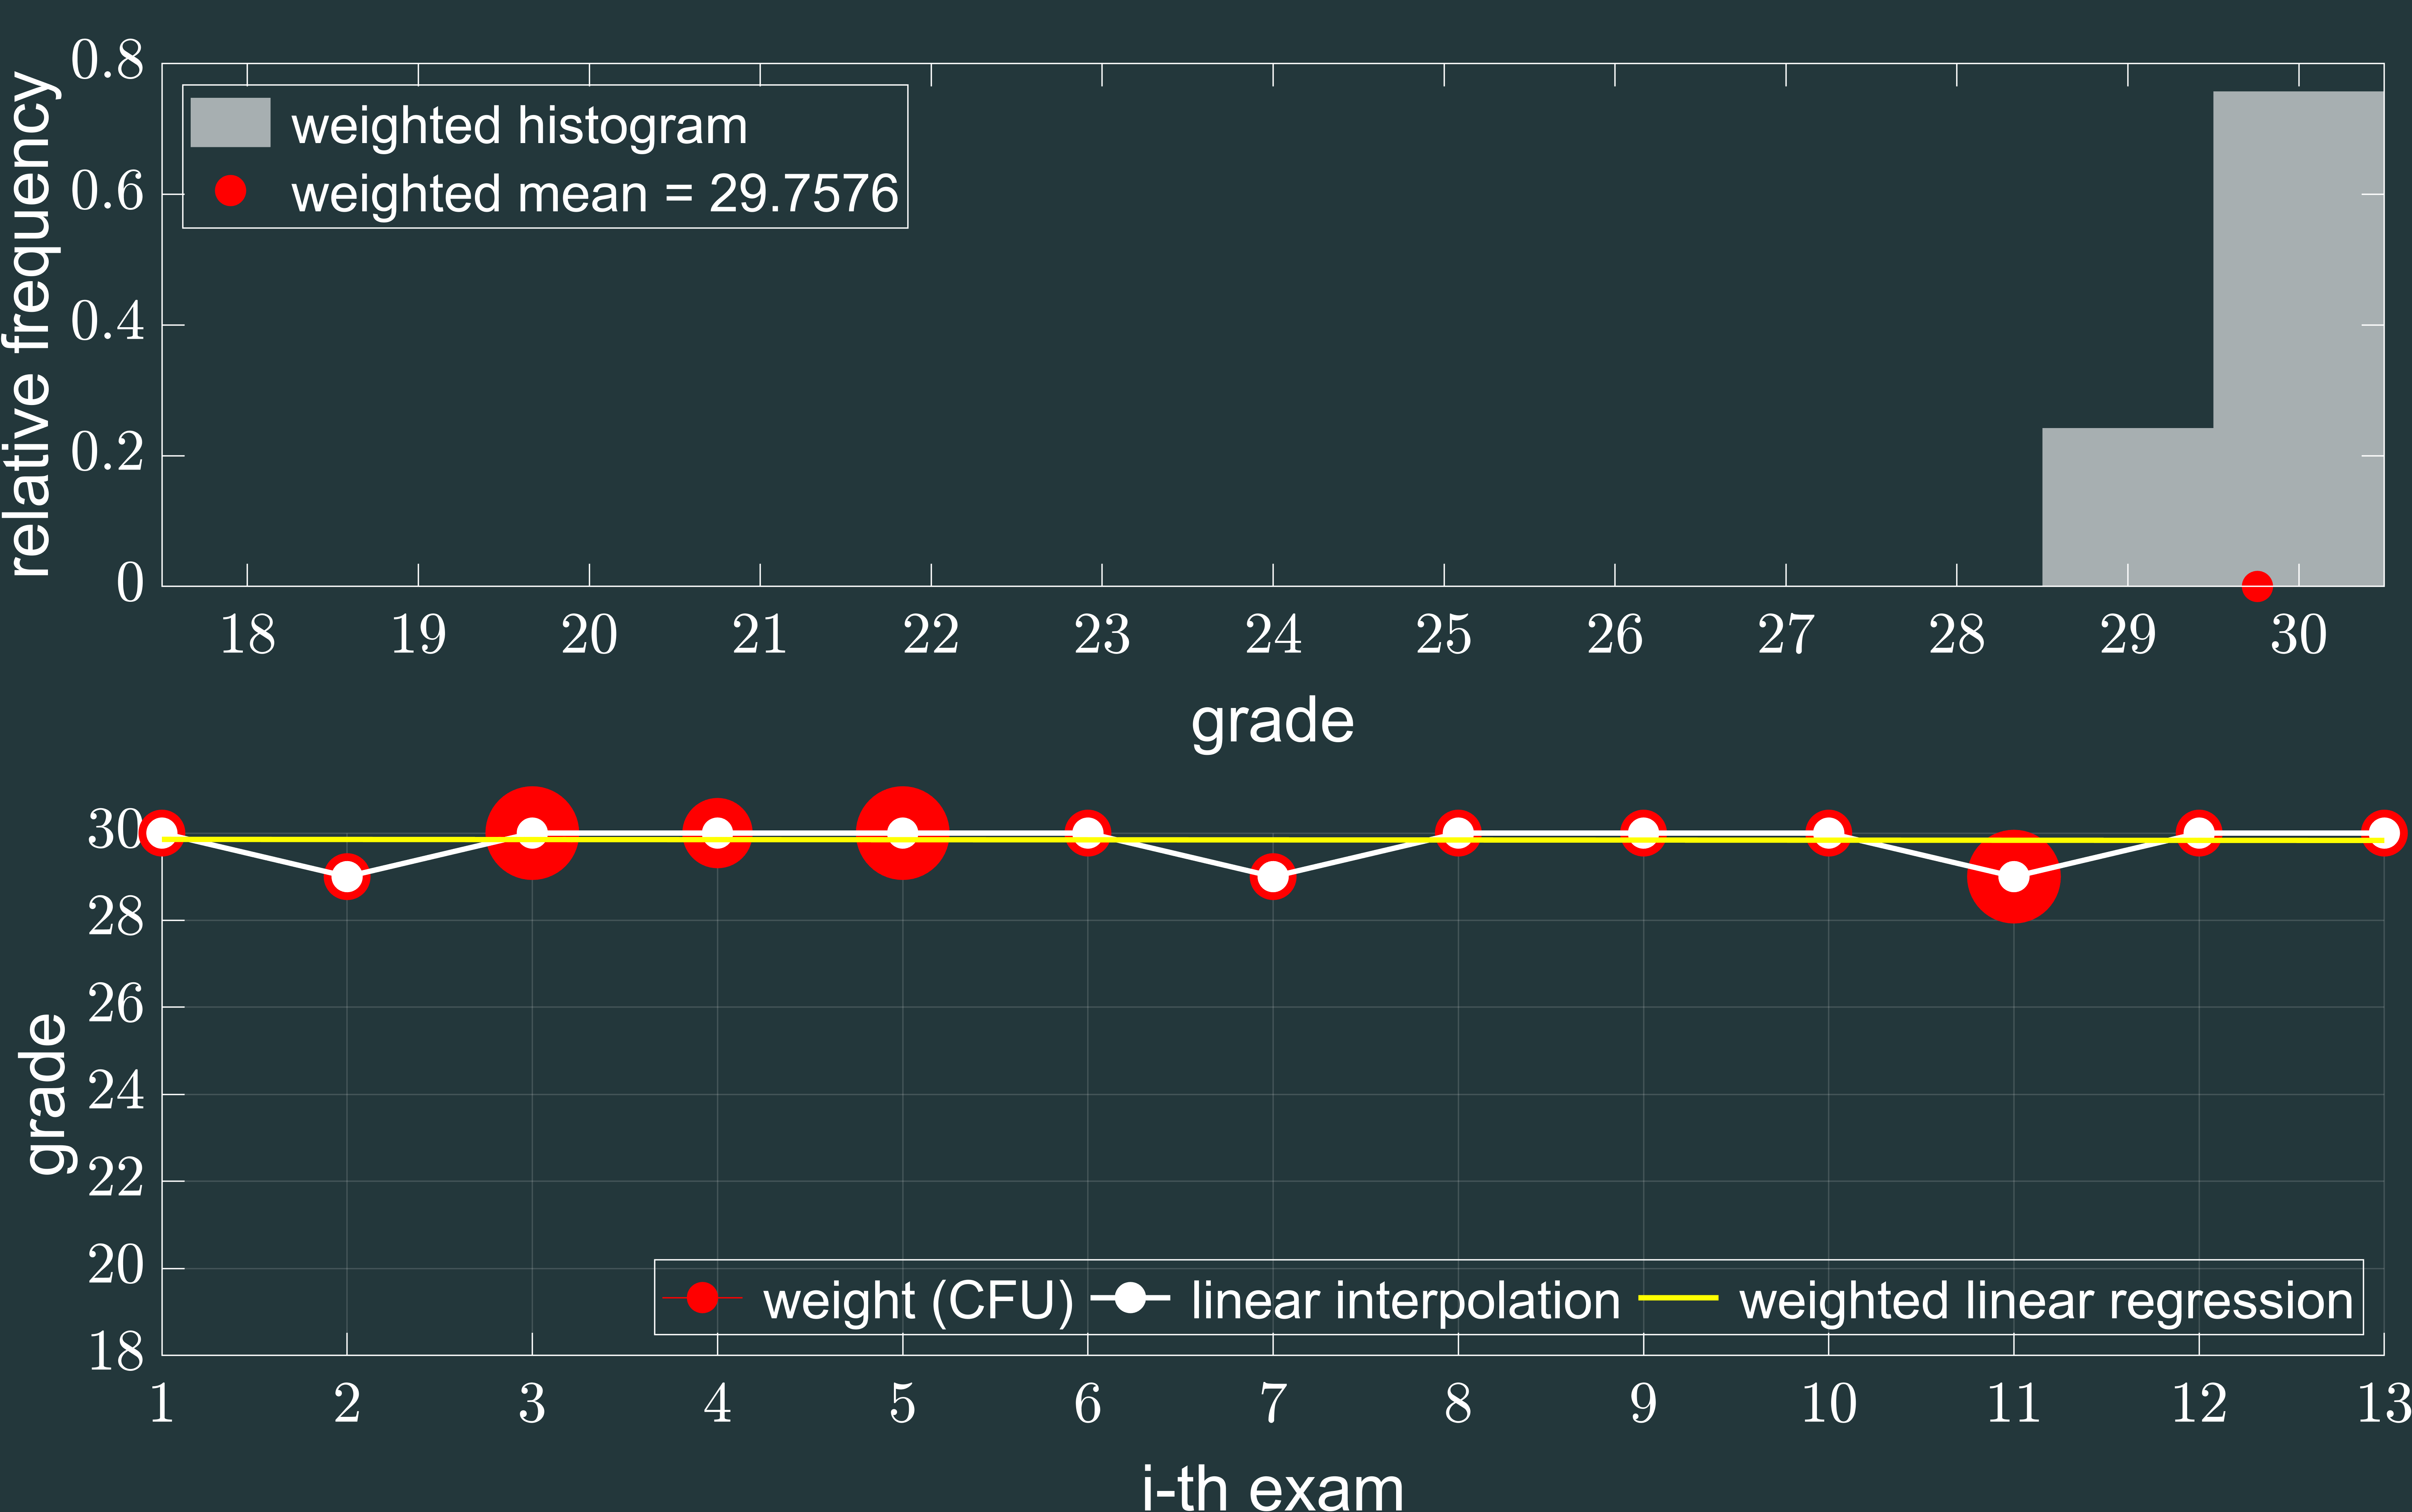 0.8
0.6
0.4
0.2
0
relative frequency
weighted histogram
weighted mean = 29.7576
18 19 20 21 22 23 24 25 26 27 28 29 30
grade
30
28
26
24
22
20
18
grade
weight (CFU) linear interpolation weighted linear regression
1 2 3 4 5 6 7 8 9 10 11 12 13
i-th exam